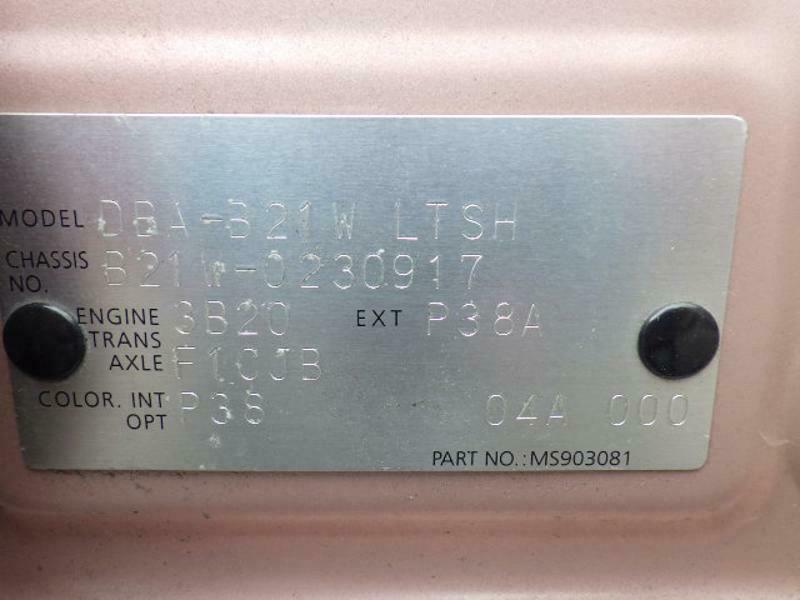 MODEL DBA-B21W LTSH
CHASSIS NO. B21W-0230917
ENGINE 3B20 EXT P38A
TRANS AXLE F1CJB
COLOR. INT OPT P38 04A 000
PART NO.: MS903081